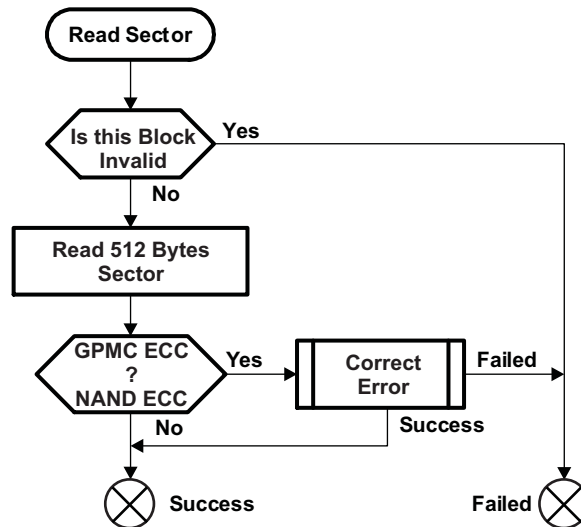 Read Sector
Is this Block
Invalid
Yes
No
Read 512 Bytes
Sector
GPMC ECC
?
NAND ECC
Yes
Correct
Error
Failed
No
Success
Success
Failed